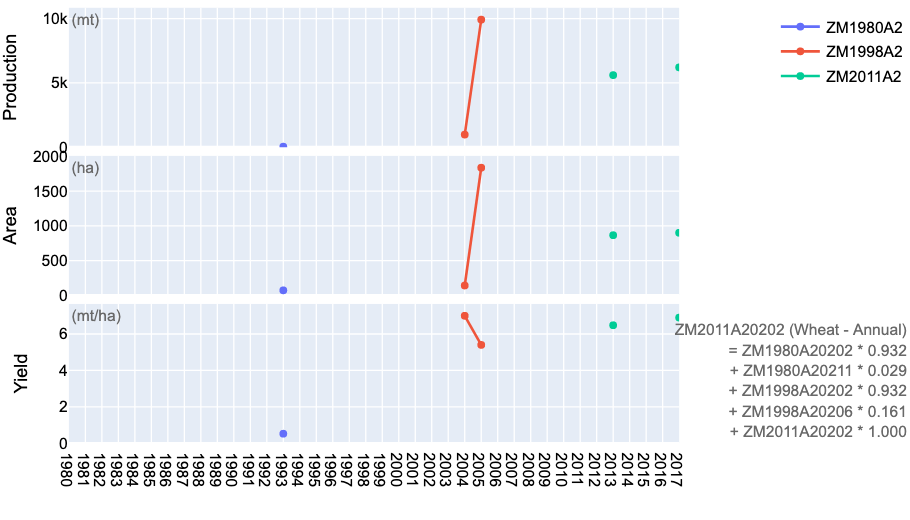 Production
(mt)
10k
5k
0
Area
(ha)
2000
1500
1000
500
0
Yield
(mt/ha)
6
4
2
0
1980
1981
1982
1983
1984
1985
1986
1987
1988
1989
1990
1991
1992
1993
1994
1995
1996
1997
1998
1999
2000
2001
2002
2003
2004
2005
2006
2007
2008
2009
2010
2011
2012
2013
2014
2015
2016
2017
ZM1980A2
ZM1998A2
ZM2011A2
ZM2011A20202 (Wheat - Annual)
= ZM1980A20202 * 0.932
+ ZM1980A20211 * 0.029
+ ZM1998A20202 * 0.932
+ ZM1998A20206 * 0.161
+ ZM2011A20202 * 1.000